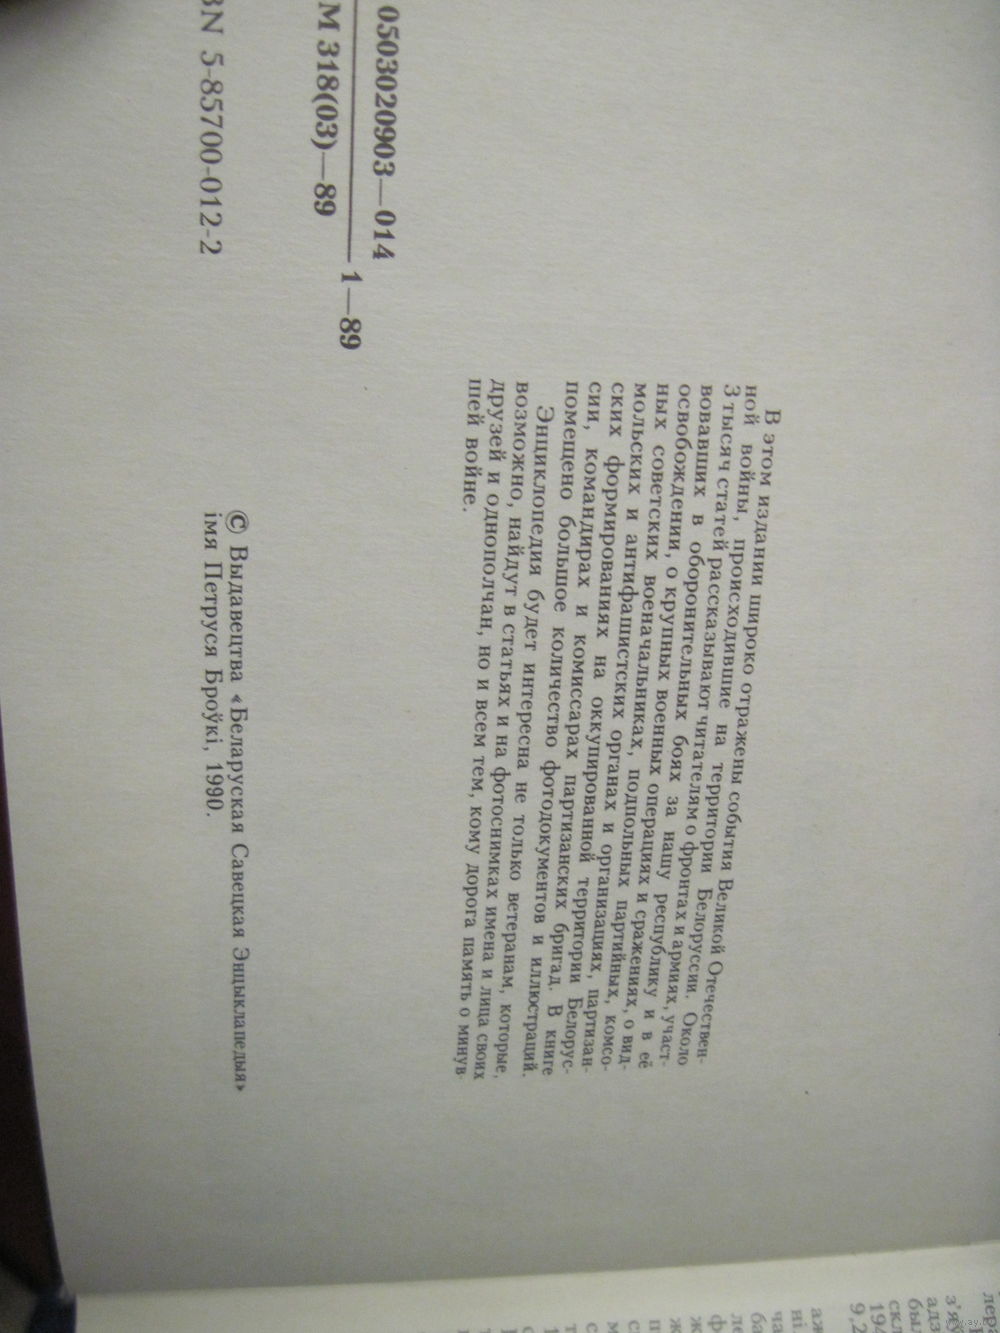 В этом издании широко отражены события Великой Отечествен-
ной войны, происходившие на территории Белоруссии. Около
3 тысяч статей рассказывают читателям о фронтах и армиях, участ-
вовавших в оборонительных боях за нашу республику и в её
освобождении, о крупных военных операциях и сражениях, о вид-
ных советских военачальниках, подпольных партийных, комсо-
мольских и антифашистских органах и организациях, партизан-
ских формированиях на оккупированной территории Белорус-
сии, командирах и комиссарах партизанских бригад. В книге
помещено большое количество фотодокументов и иллюстраций.
Энциклопедия будет интересна не только ветеранам, которые,
возможно, найдут в статьях и на фотоснимках имена и лица своих
друзей и однополчан, но и всем тем, кому дорога память о минув-
шей войне.
0503020903—014
М 318(03)—89
1—89
BN 5-85700-012-2
© Выдавецтва «Беларуская Савецкая Энцыклапедыя»
імя Петруся Броўкі, 1990.